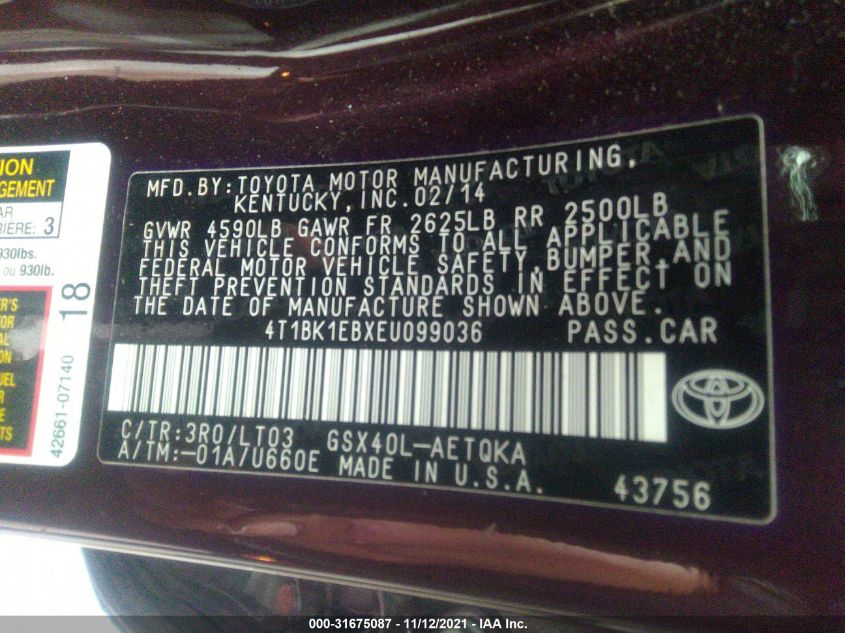 ION
GEMENT
AR
RIÈRE: 3
930lbs.
ou 930lb.
18
42661-07140
MFD.BY:TOYOTA MOTOR MANUFACTURING,
KENTUCKY, INC. 02/14
GVWR 4590LB GAWR FR 2625LB RR 2500LB
THIS VEHICLE CONFORMS TO ALL APPLICABLE
FEDERAL MOTOR VEHICLE SAFETY,BUMPER,AND
THEFT PREVENTION STANDARDS IN EFFECT ON
THE DATE OF MANUFACTURE SHOWN ABOVE.
4T1BK1EBXEU099036 PASS.CAR
C/TR:3R0/LT03 GSX40L-AETQKA
A/TM:-01A/U660E MADE IN U.S.A.
43756
000-31675087 - 11/12/2021 - IAA Inc.